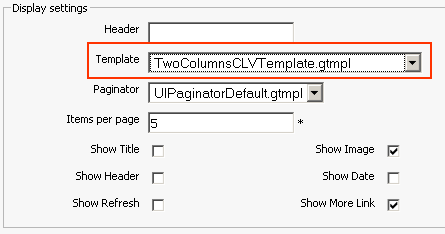 Display settings
Header
Template TwoColumnsCLVTemplate.gtmpl
Paginator UIPaginatorDefault.gtmpl
Items per page 5 *
Show Title Show Image
Show Header Show Date
Show Refresh Show More Link